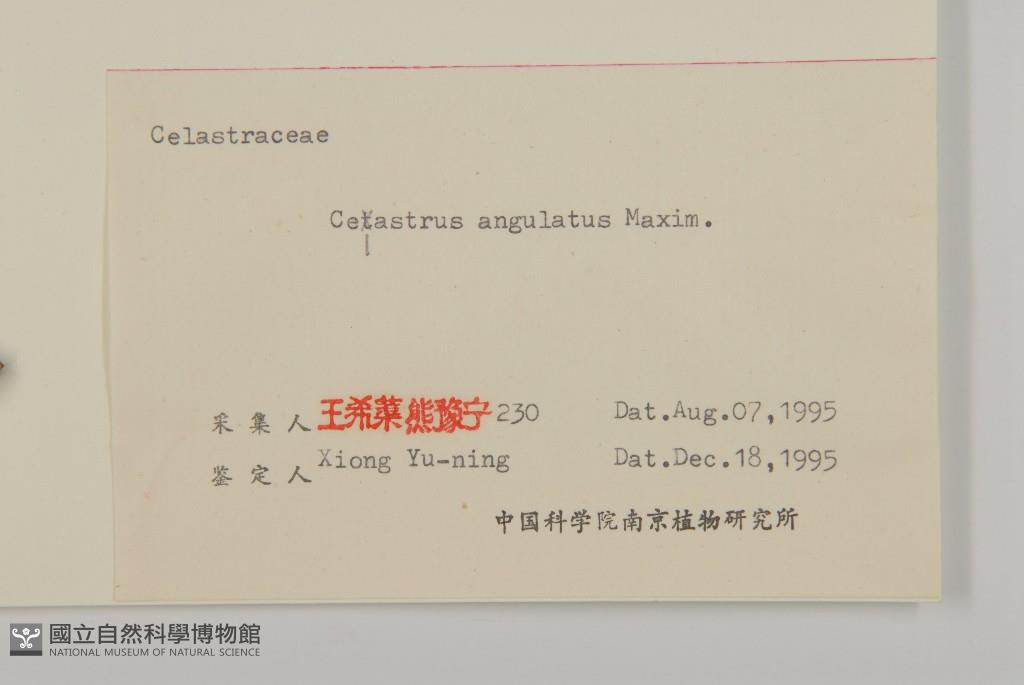 Celastraceae
Celastrus angulatus Maxim.
采集人 王希蕖 熊豫宁 230 Dat.Aug.07,1995
鉴定人 Xiong Yu-ning Dat.Dec.18,1995
中国科学院南京植物研究所
國立自然科學博物館
NATIONAL MUSEUM OF NATURAL SCIENCE